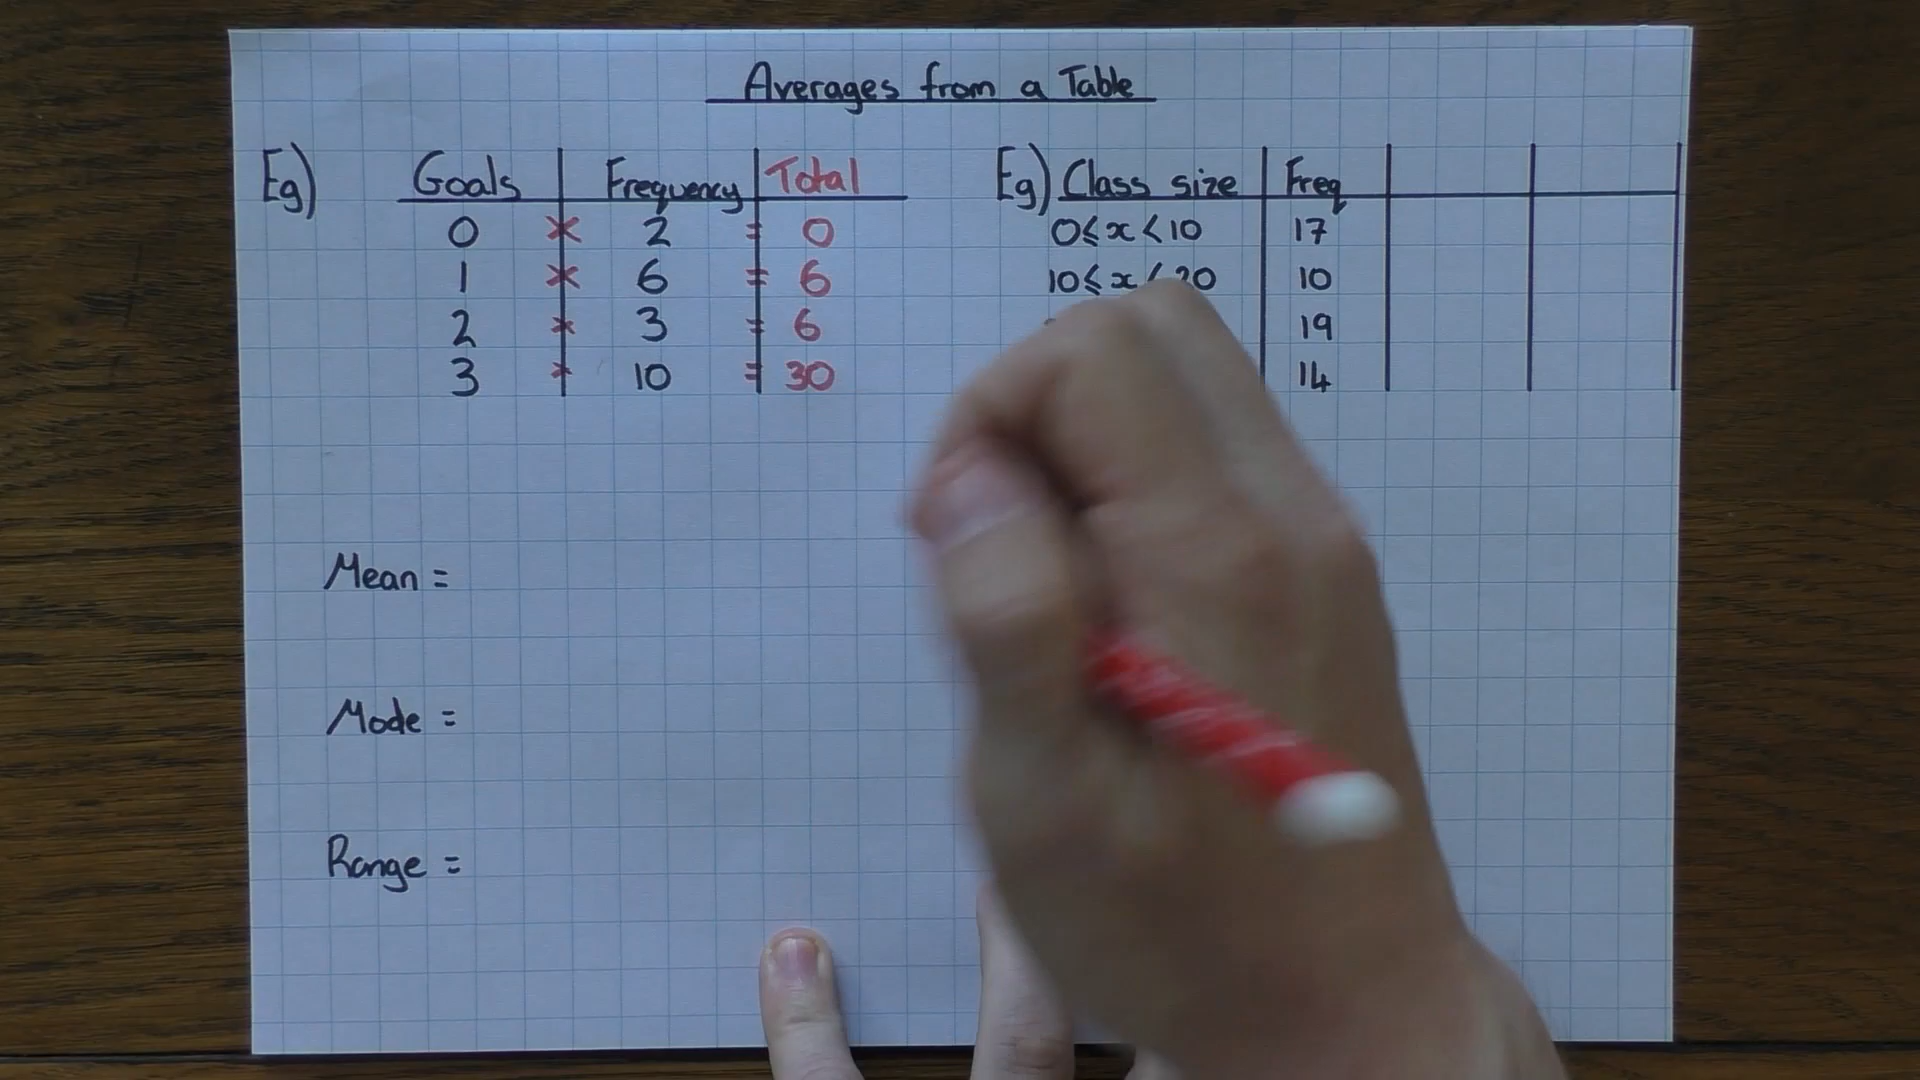 Averages from a Table
Eg)
Goals Frequency Total
0 × 2 = 0
1 × 6 = 6
2 × 3 = 6
3 × 10 = 30
Mean =
Mode =
Range =
Eg) Class size Freq
0≤x<10 17
10≤x<20 10
19
14